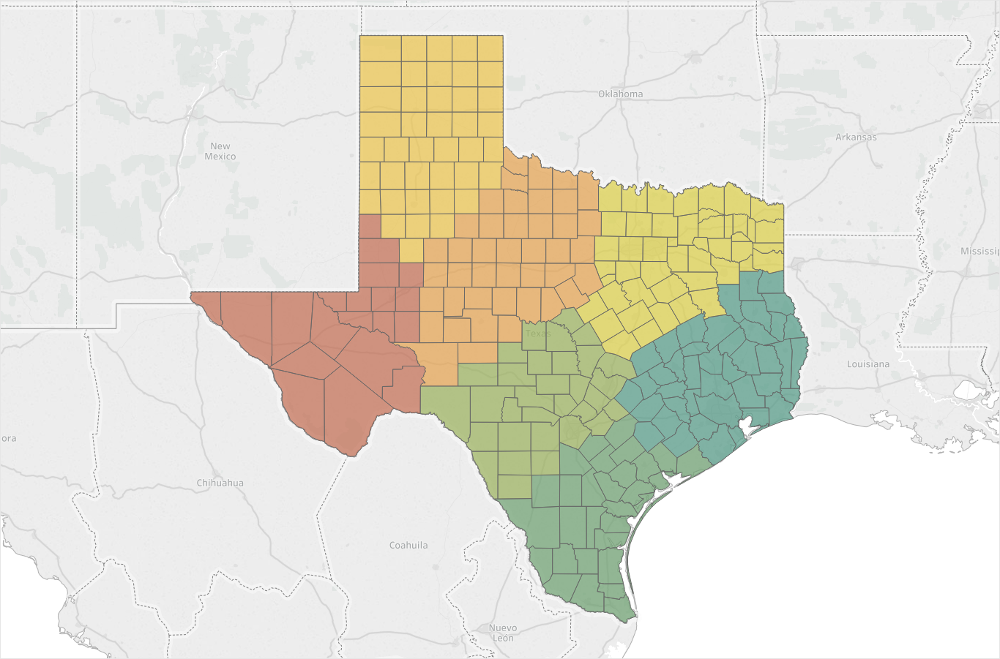 Oklahoma
New
Mexico
Arkansas
Mississip
Texas
Louisiana
ora
Chihuahua
Coahuila
Nuevo
León